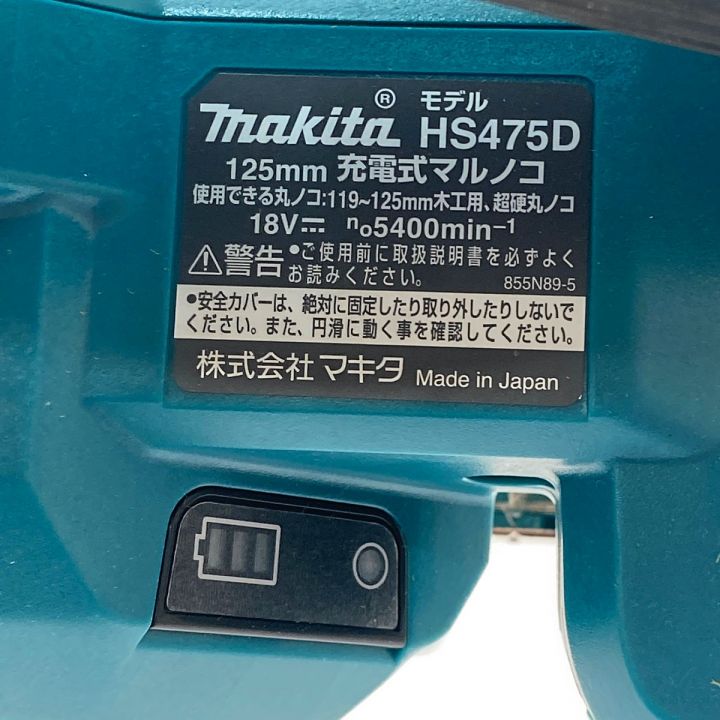 makita® モデル HS475D
125mm 充電式マルノコ
使用できる丸ノコ:119~125mm木工用、超硬丸ノコ
18V⎓ no5400min-1
⚠警告 ●ご使用前に取扱説明書を必ずよく
お読みください。 855N89-5
●安全カバーは、絶対に固定したり取り外したりしないで
ください。また、円滑に動く事を確認してください。
株式会社 マキタ Made in Japan